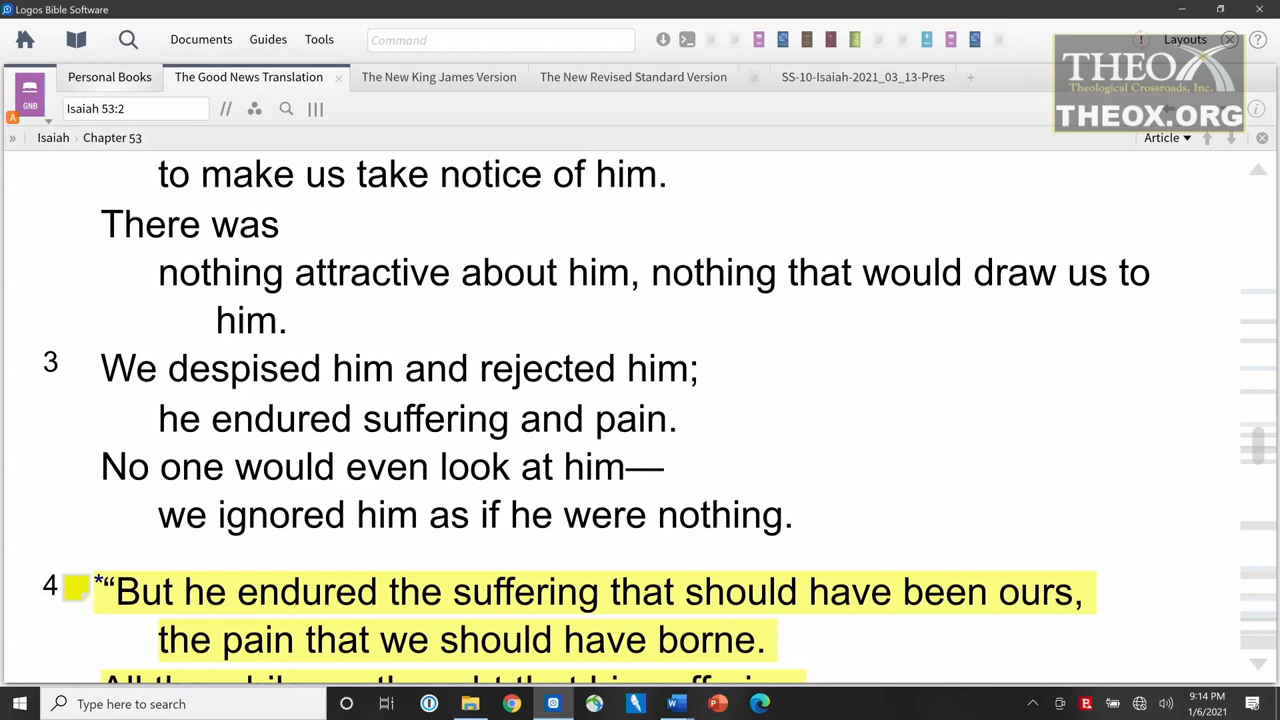 Logos Bible Software
Documents Guides Tools Command Layouts
THEOX
Theological Crossroads, Inc.
THEOX.ORG
Personal Books The Good News Translation The New King James Version The New Revised Standard Version SS-10-Isaiah-2021_03_13-Pres
GNB
A
Isaiah 53:2
» Isaiah › Chapter 53 Article
to make us take notice of him.
There was
nothing attractive about him, nothing that would draw us to
him.
3 We despised him and rejected him;
he endured suffering and pain.
No one would even look at him—
we ignored him as if he were nothing.
4 *“But he endured the suffering that should have been ours,
the pain that we should have borne.
Type here to search
9:14 PM
1/6/2021